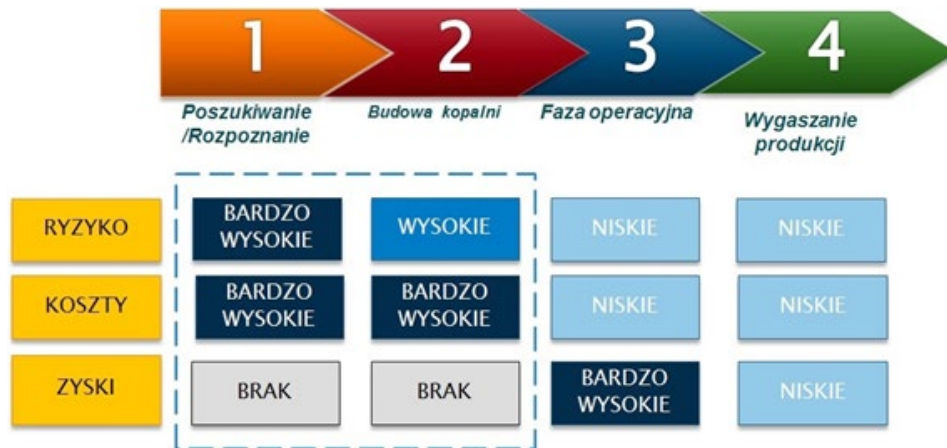 1
2
3
4
Poszukiwanie
/Rozpoznanie
Budowa kopalni
Faza operacyjna
Wygaszanie
produkcji
RYZYKO
BARDZO
WYSOKIE
WYSOKIE
NISKIE
NISKIE
KOSZTY
BARDZO
WYSOKIE
BARDZO
WYSOKIE
NISKIE
NISKIE
ZYSKI
BRAK
BRAK
BARDZO
WYSOKIE
NISKIE